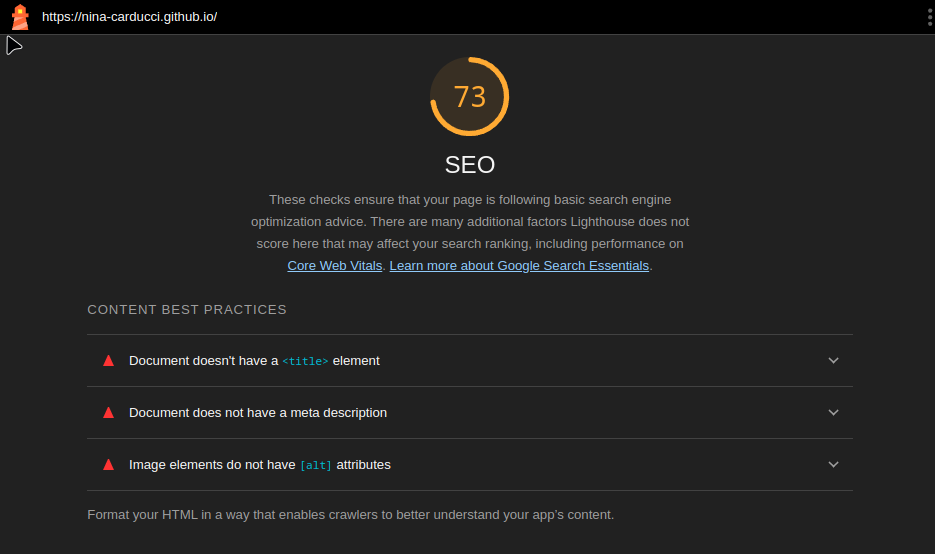 https://nina-carducci.github.io/
73
SEO
These checks ensure that your page is following basic search engine
optimization advice. There are many additional factors Lighthouse does not
score here that may affect your search ranking, including performance on
Core Web Vitals. Learn more about Google Search Essentials.
CONTENT BEST PRACTICES
Document doesn't have a <title> element
Document does not have a meta description
Image elements do not have [alt] attributes
Format your HTML in a way that enables crawlers to better understand your app's content.